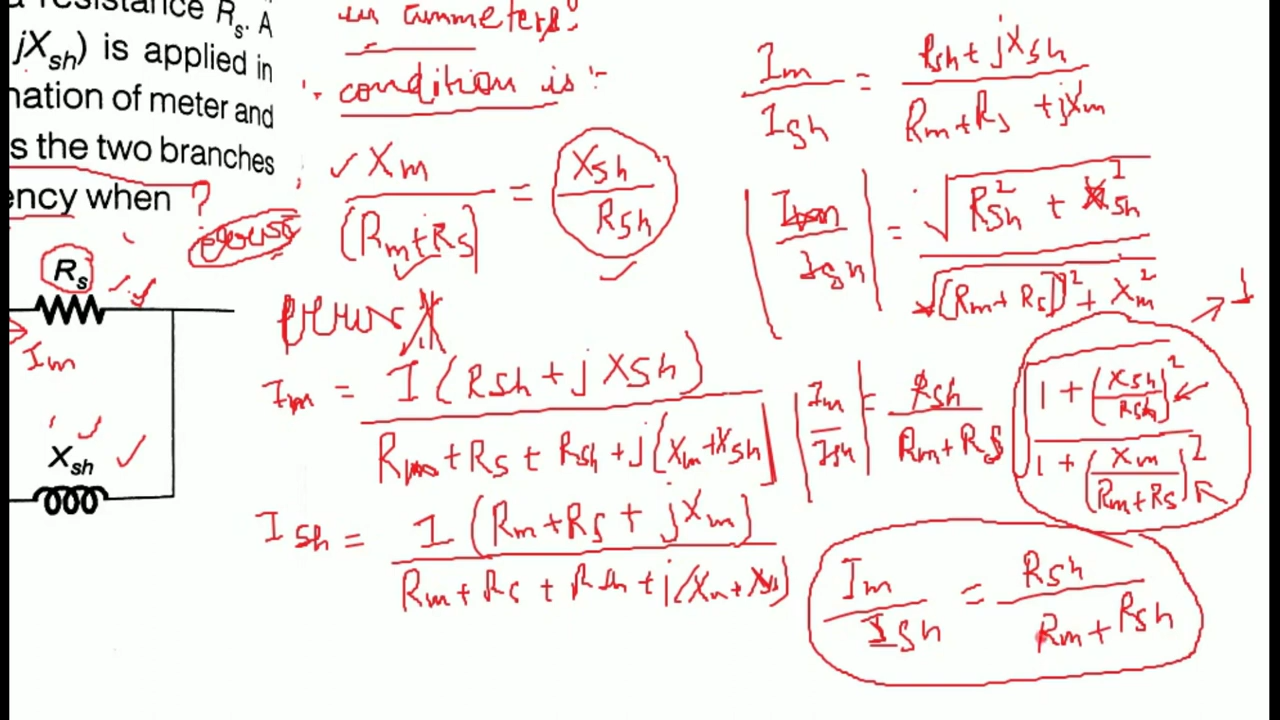 resistance Rs. A
jXsh) is applied in
nation of meter and
s the two branches
ency when ?
Rs
Im
Xsh
in ammeters.
condition is :-
Xm / (Rm+Rs) = Xsh / Rsh
Im = I (Rsh + jXsh) / Rm + Rs + Rsh + j(Xm+Xsh)
Ish = I (Rm+Rs + jXm) / Rm + Rs + Rsh + j(Xm + Xsh)
Im / Ish = Rsh + jXsh / Rm+Rs + jXm
|Im / Ish| = √Rsh² + Xsh² / √(Rm + Rs)² + Xm²
1
|Im / Ish| = Rsh / Rm + Rs √1 + (Xsh / Rsh)² / 1 + (Xm / Rm+Rs)²
Im / Ish = Rsh / Rm + Rsh